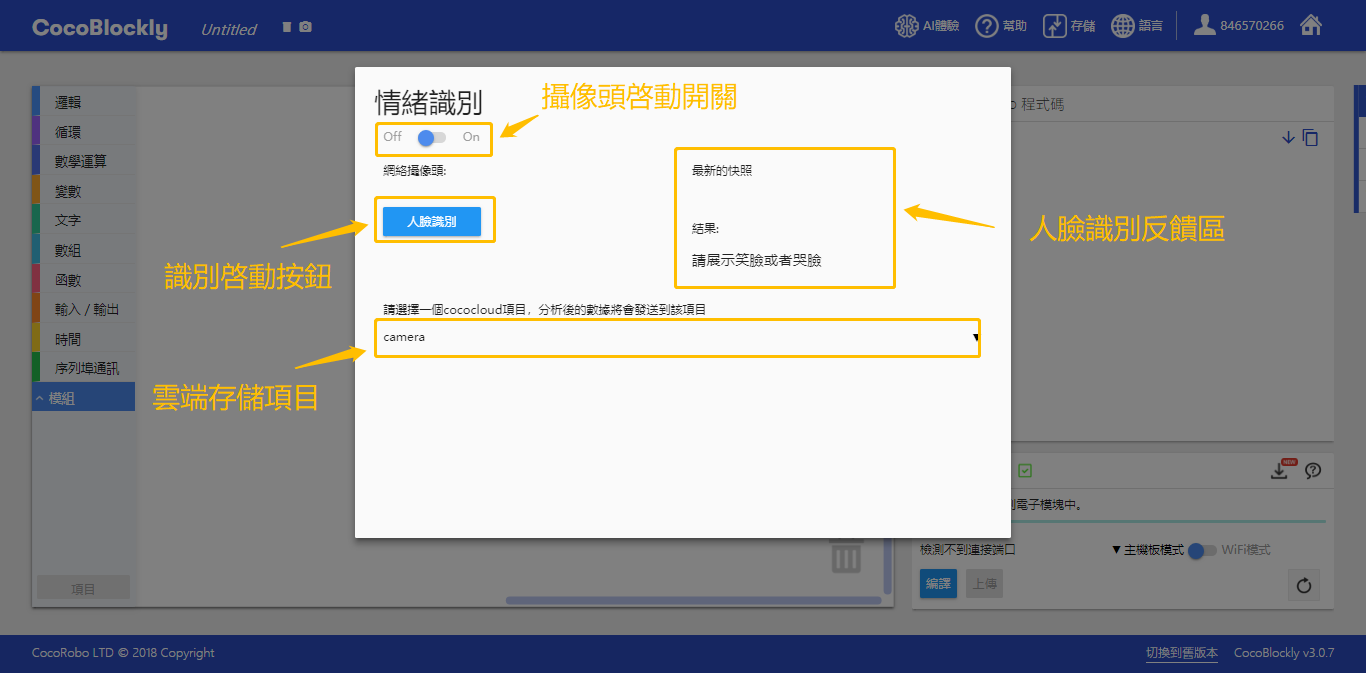 CocoBlockly
Untitled
AI體驗
幫助
存儲
語言
846570266
邏輯
循環
數學運算
變數
文字
數組
函數
輸入 / 輸出
時間
序列埠通訊
模組
項目
情緒識別
攝像頭啓動開關
Off
On
網絡攝像頭:
人臉識別
識別啓動按鈕
最新的快照
結果:
請展示笑臉或者哭臉
人臉識別反饋區
請選擇一個cococloud項目，分析後的數據將會發送到該項目
camera
雲端存儲項目
程式碼
NEW
電子模塊中。
檢測不到連接端口
▼主機板模式
WiFi模式
編譯
上傳
CocoRobo LTD © 2018 Copyright
切換到舊版本
CocoBlockly v3.0.7